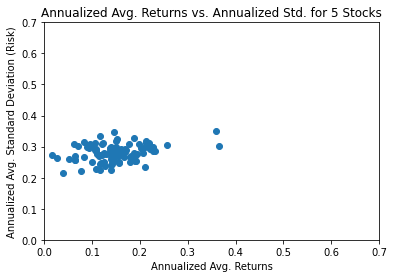 Annualized Avg. Returns vs. Annualized Std. for 5 Stocks
Annualized Avg. Standard Deviation (Risk)
0.7
0.6
0.5
0.4
0.3
0.2
0.1
0.0
0.0 0.1 0.2 0.3 0.4 0.5 0.6 0.7
Annualized Avg. Returns